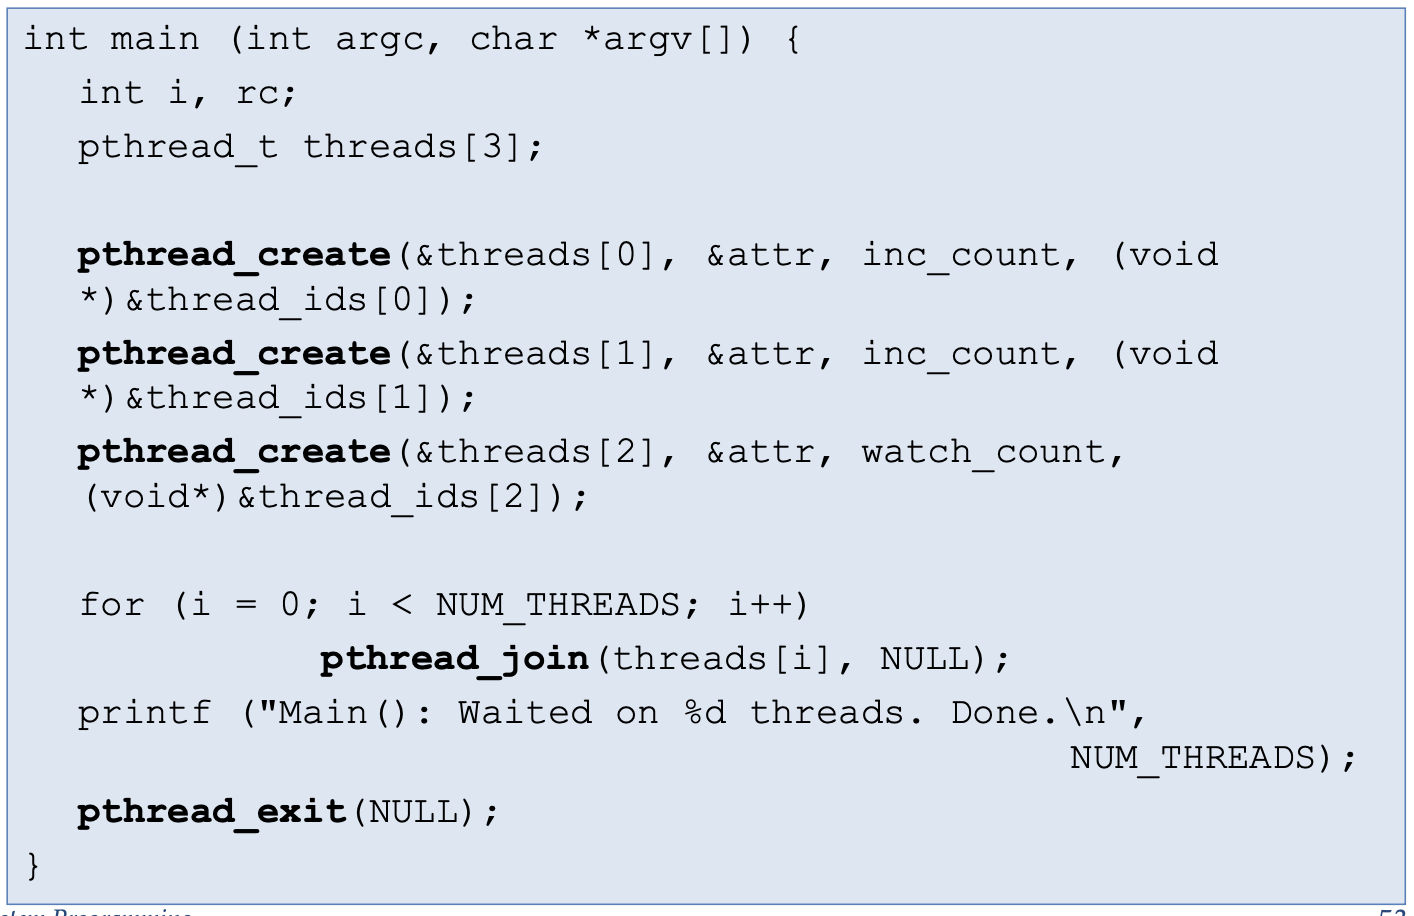 int main (int argc, char *argv[]) {
int i, rc;
pthread_t threads[3];
pthread_create(&threads[0], &attr, inc_count, (void
*)&thread_ids[0]);
pthread_create(&threads[1], &attr, inc_count, (void
*)&thread_ids[1]);
pthread_create(&threads[2], &attr, watch_count,
(void*)&thread_ids[2]);
for (i = 0; i < NUM_THREADS; i++)
pthread_join(threads[i], NULL);
printf ("Main(): Waited on %d threads. Done.\n",
NUM_THREADS);
pthread_exit(NULL);
}